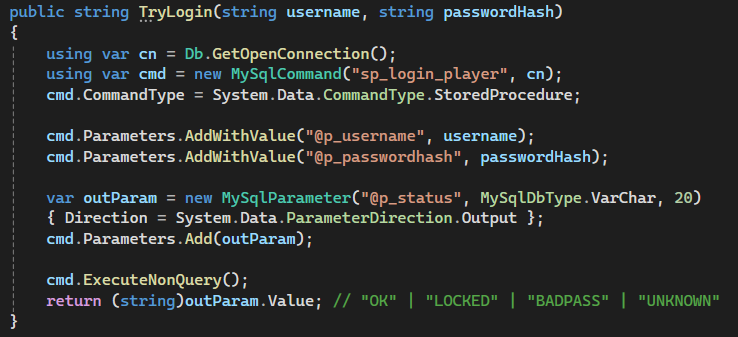 public string TryLogin(string username, string passwordHash)
{
    using var cn = Db.GetOpenConnection();
    using var cmd = new MySqlCommand("sp_login_player", cn);
    cmd.CommandType = System.Data.CommandType.StoredProcedure;

    cmd.Parameters.AddWithValue("@p_username", username);
    cmd.Parameters.AddWithValue("@p_passwordhash", passwordHash);

    var outParam = new MySqlParameter("@p_status", MySqlDbType.VarChar, 20)
    { Direction = System.Data.ParameterDirection.Output };
    cmd.Parameters.Add(outParam);

    cmd.ExecuteNonQuery();
    return (string)outParam.Value; // "OK" | "LOCKED" | "BADPASS" | "UNKNOWN"
}